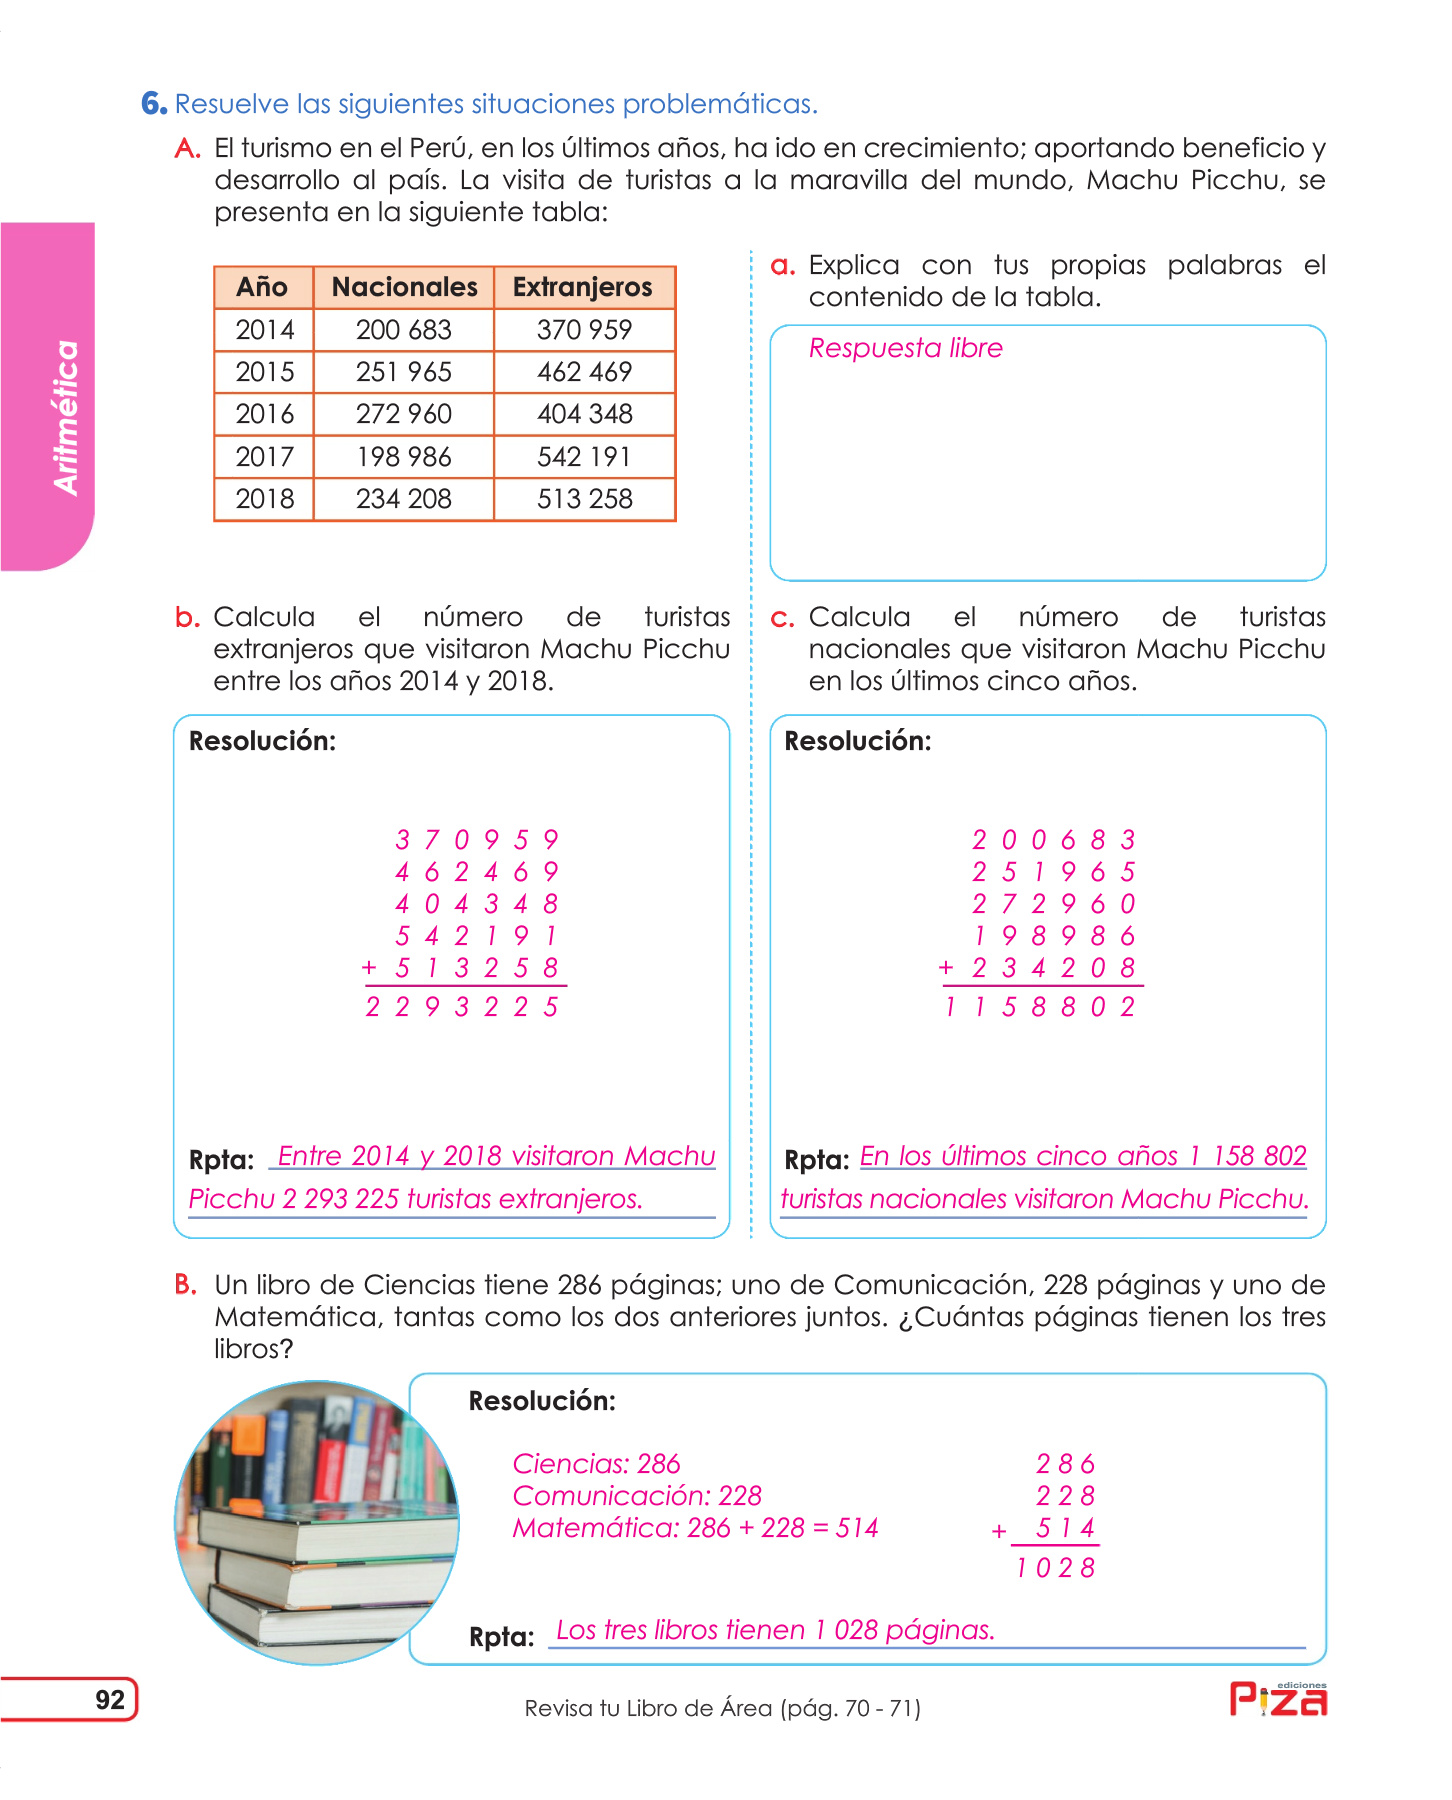 6. Resuelve las siguientes situaciones problemáticas.
A. El turismo en el Perú, en los últimos años, ha ido en crecimiento; aportando beneficio y
desarrollo al país. La visita de turistas a la maravilla del mundo, Machu Picchu, se
presenta en la siguiente tabla:
Aritmética
Año Nacionales Extranjeros
2014 200 683 370 959
2015 251 965 462 469
2016 272 960 404 348
2017 198 986 542 191
2018 234 208 513 258
a. Explica con tus propias palabras el
contenido de la tabla.
Respuesta libre
b. Calcula el número de turistas
extranjeros que visitaron Machu Picchu
entre los años 2014 y 2018.
Resolución:
3 7 0 9 5 9
4 6 2 4 6 9
4 0 4 3 4 8
5 4 2 1 9 1
+ 5 1 3 2 5 8
2 2 9 3 2 2 5
Rpta: Entre 2014 y 2018 visitaron Machu
Picchu 2 293 225 turistas extranjeros.
c. Calcula el número de turistas
nacionales que visitaron Machu Picchu
en los últimos cinco años.
Resolución:
2 0 0 6 8 3
2 5 1 9 6 5
2 7 2 9 6 0
1 9 8 9 8 6
+ 2 3 4 2 0 8
1 1 5 8 8 0 2
Rpta: En los últimos cinco años 1 158 802
turistas nacionales visitaron Machu Picchu.
B. Un libro de Ciencias tiene 286 páginas; uno de Comunicación, 228 páginas y uno de
Matemática, tantas como los dos anteriores juntos. ¿Cuántas páginas tienen los tres
libros?
Resolución:
Ciencias: 286
Comunicación: 228
Matemática: 286 + 228 = 514
2 8 6
2 2 8
+ 5 1 4
1 0 2 8
Rpta: Los tres libros tienen 1 028 páginas.
92
Revisa tu Libro de Área (pág. 70 - 71)
ediciones
Piza